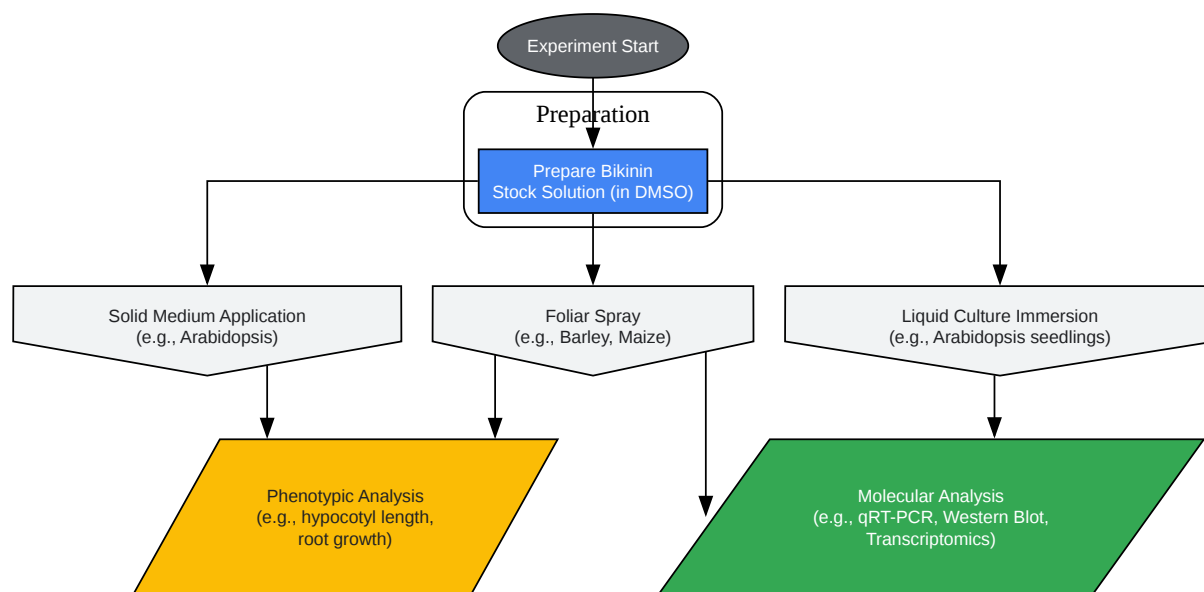 Experiment Start
Preparation
Prepare Bikinin
Stock Solution (in DMSO)
Solid Medium Application
(e.g., Arabidopsis)
Foliar Spray
(e.g., Barley, Maize)
Liquid Culture Immersion
(e.g., Arabidopsis seedlings)
Phenotypic Analysis
(e.g., hypocotyl length,
root growth)
Molecular Analysis
(e.g., qRT-PCR, Western Blot,
Transcriptomics)